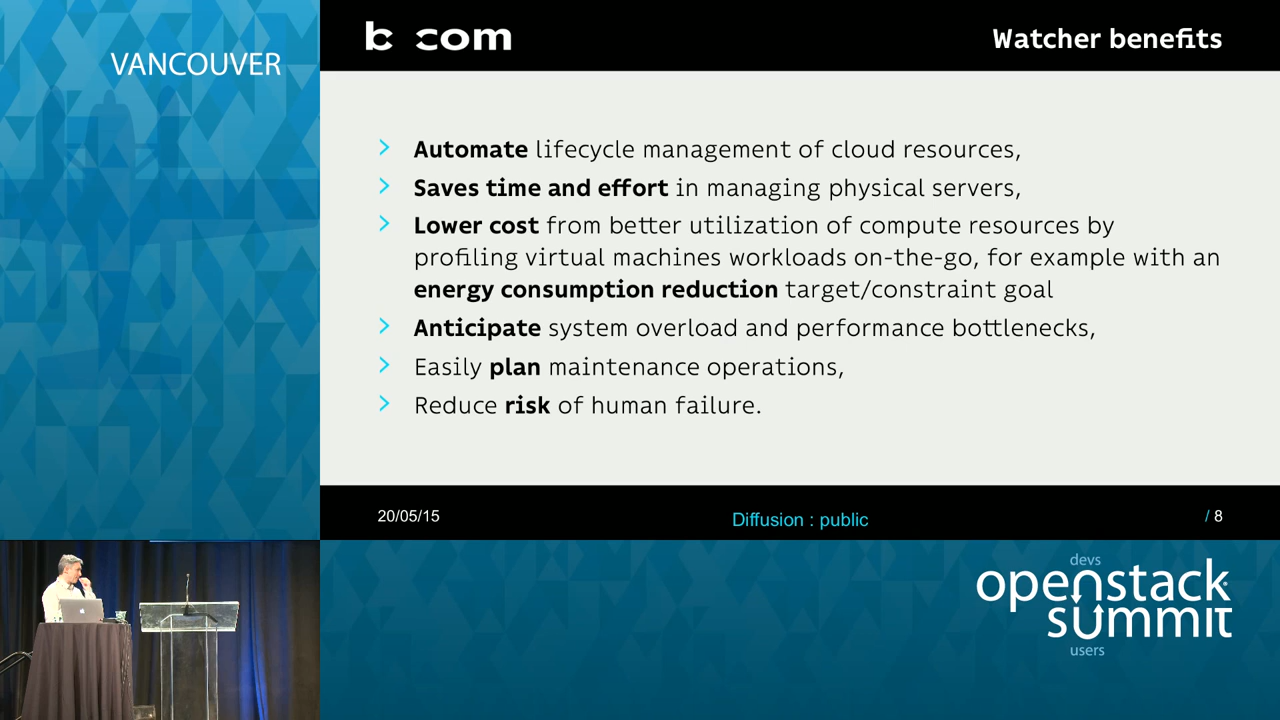 VANCOUVER
b com
Watcher benefits
Automate lifecycle management of cloud resources,
Saves time and effort in managing physical servers,
Lower cost from better utilization of compute resources by
profiling virtual machines workloads on-the-go, for example with an
energy consumption reduction target/constraint goal
Anticipate system overload and performance bottlenecks,
Easily plan maintenance operations,
Reduce risk of human failure.
20/05/15
Diffusion : public
/ 8
devs
openstack
summit
users